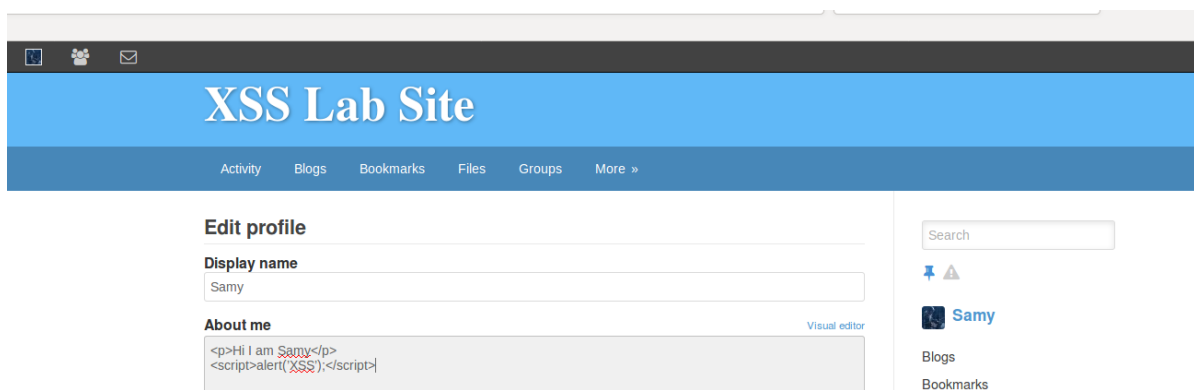 XSS Lab Site
Activity Blogs Bookmarks Files Groups More »
Edit profile
Search
Display name
Samy
About me Visual editor
Samy
<p>Hi I am Samy</p>
<script>alert('XSS');</script>
Blogs
Bookmarks